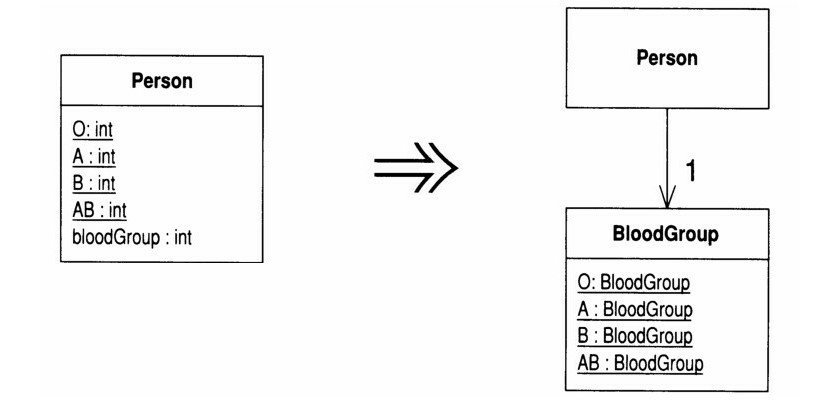 Person
O: int
A : int
B : int
AB : int
bloodGroup : int
Person
1
BloodGroup
O: BloodGroup
A : BloodGroup
B : BloodGroup
AB : BloodGroup